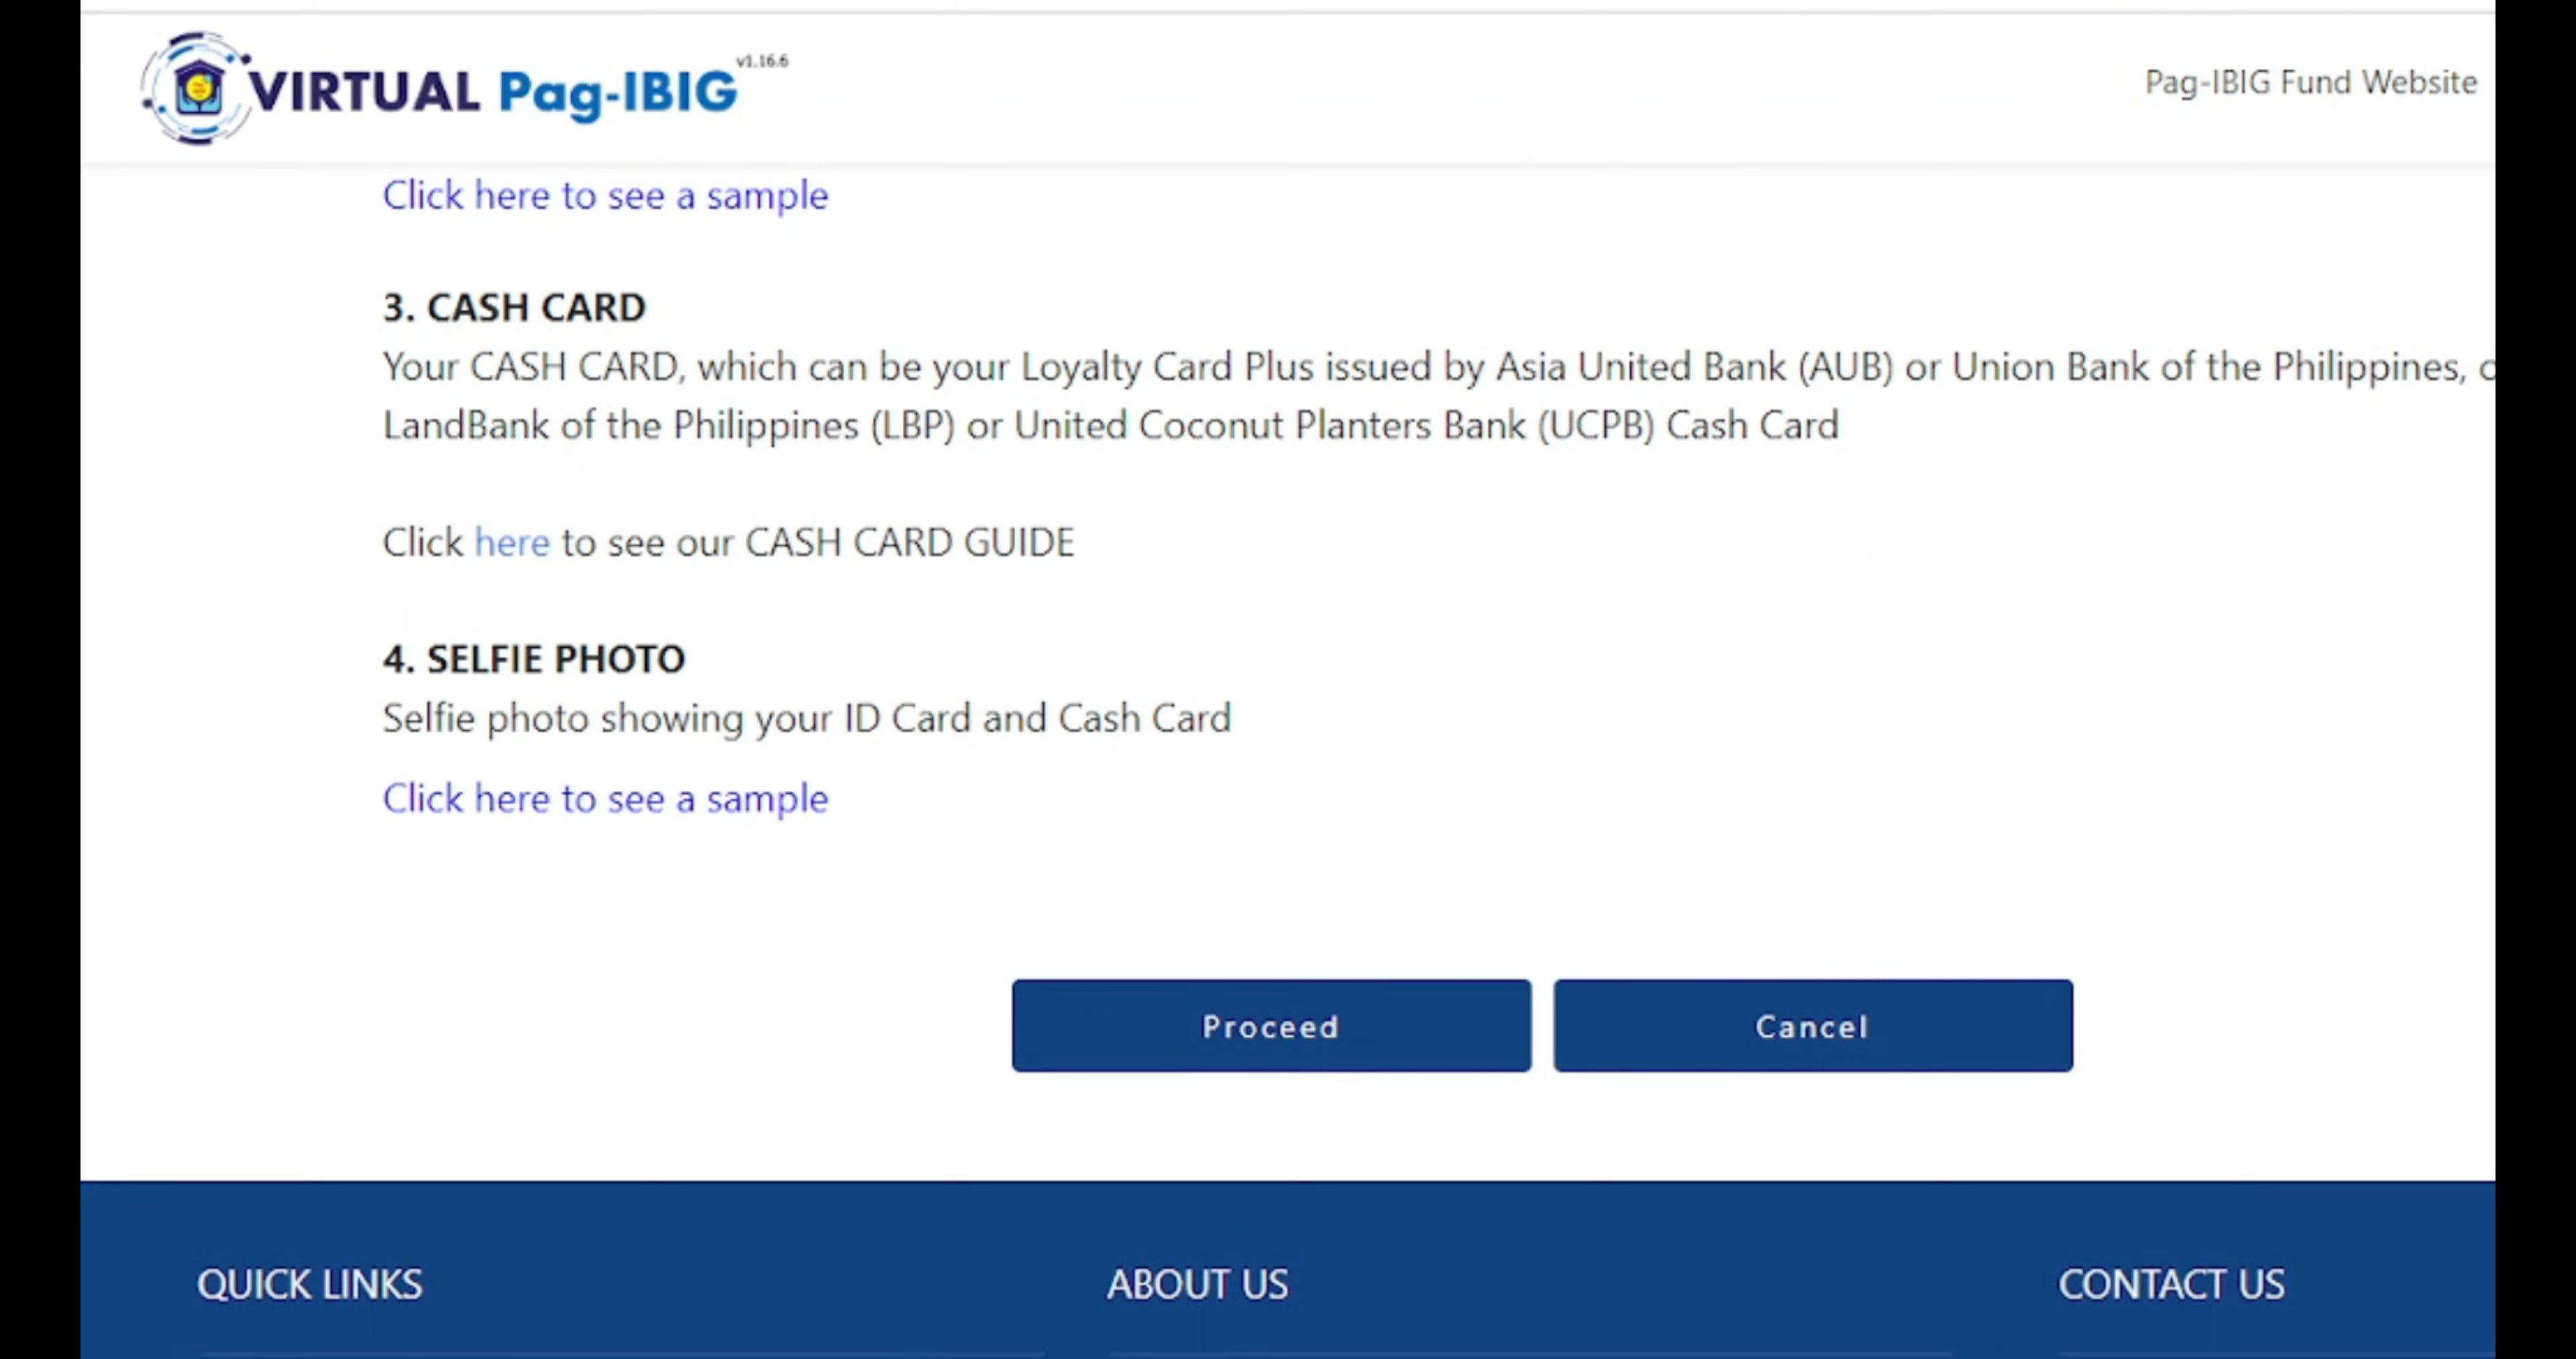 VIRTUAL Pag-IBIG v1.16.6
Pag-IBIG Fund Website
Click here to see a sample
3. CASH CARD
Your CASH CARD, which can be your Loyalty Card Plus issued by Asia United Bank (AUB) or Union Bank of the Philippines,
LandBank of the Philippines (LBP) or United Coconut Planters Bank (UCPB) Cash Card
Click here to see our CASH CARD GUIDE
4. SELFIE PHOTO
Selfie photo showing your ID Card and Cash Card
Click here to see a sample
Proceed
Cancel
QUICK LINKS
ABOUT US
CONTACT US